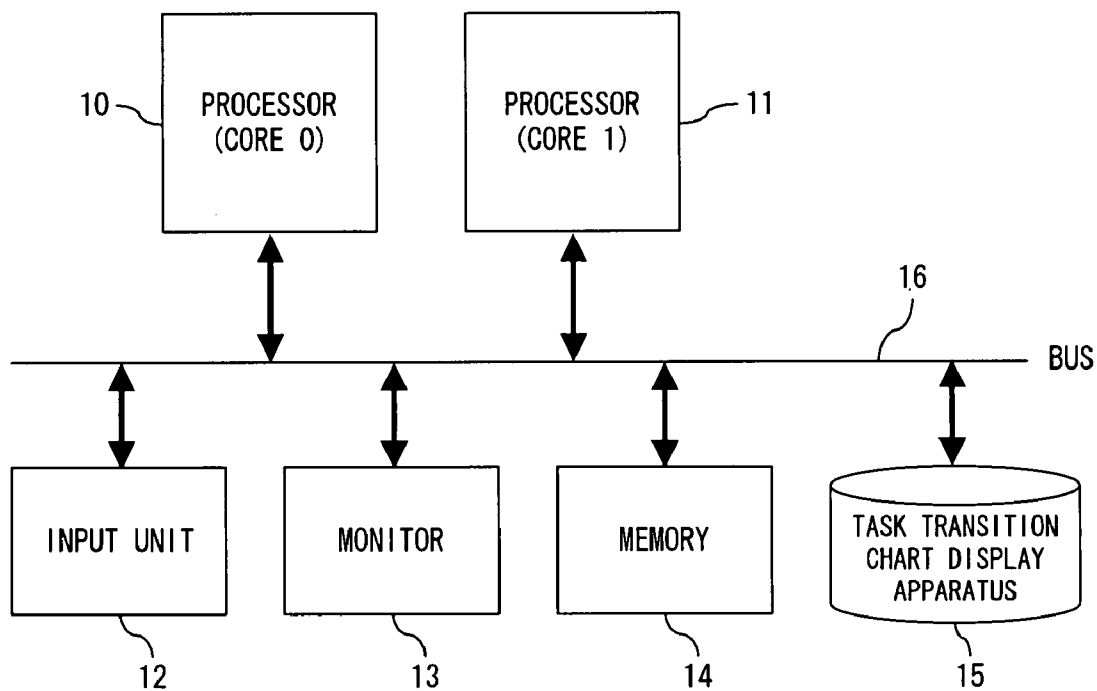 10
PROCESSOR
(CORE 0)
PROCESSOR
(CORE 1)
11
16
BUS
INPUT UNIT
MONITOR
MEMORY
TASK TRANSITION
CHART DISPLAY
APPARATUS
12
13
14
15